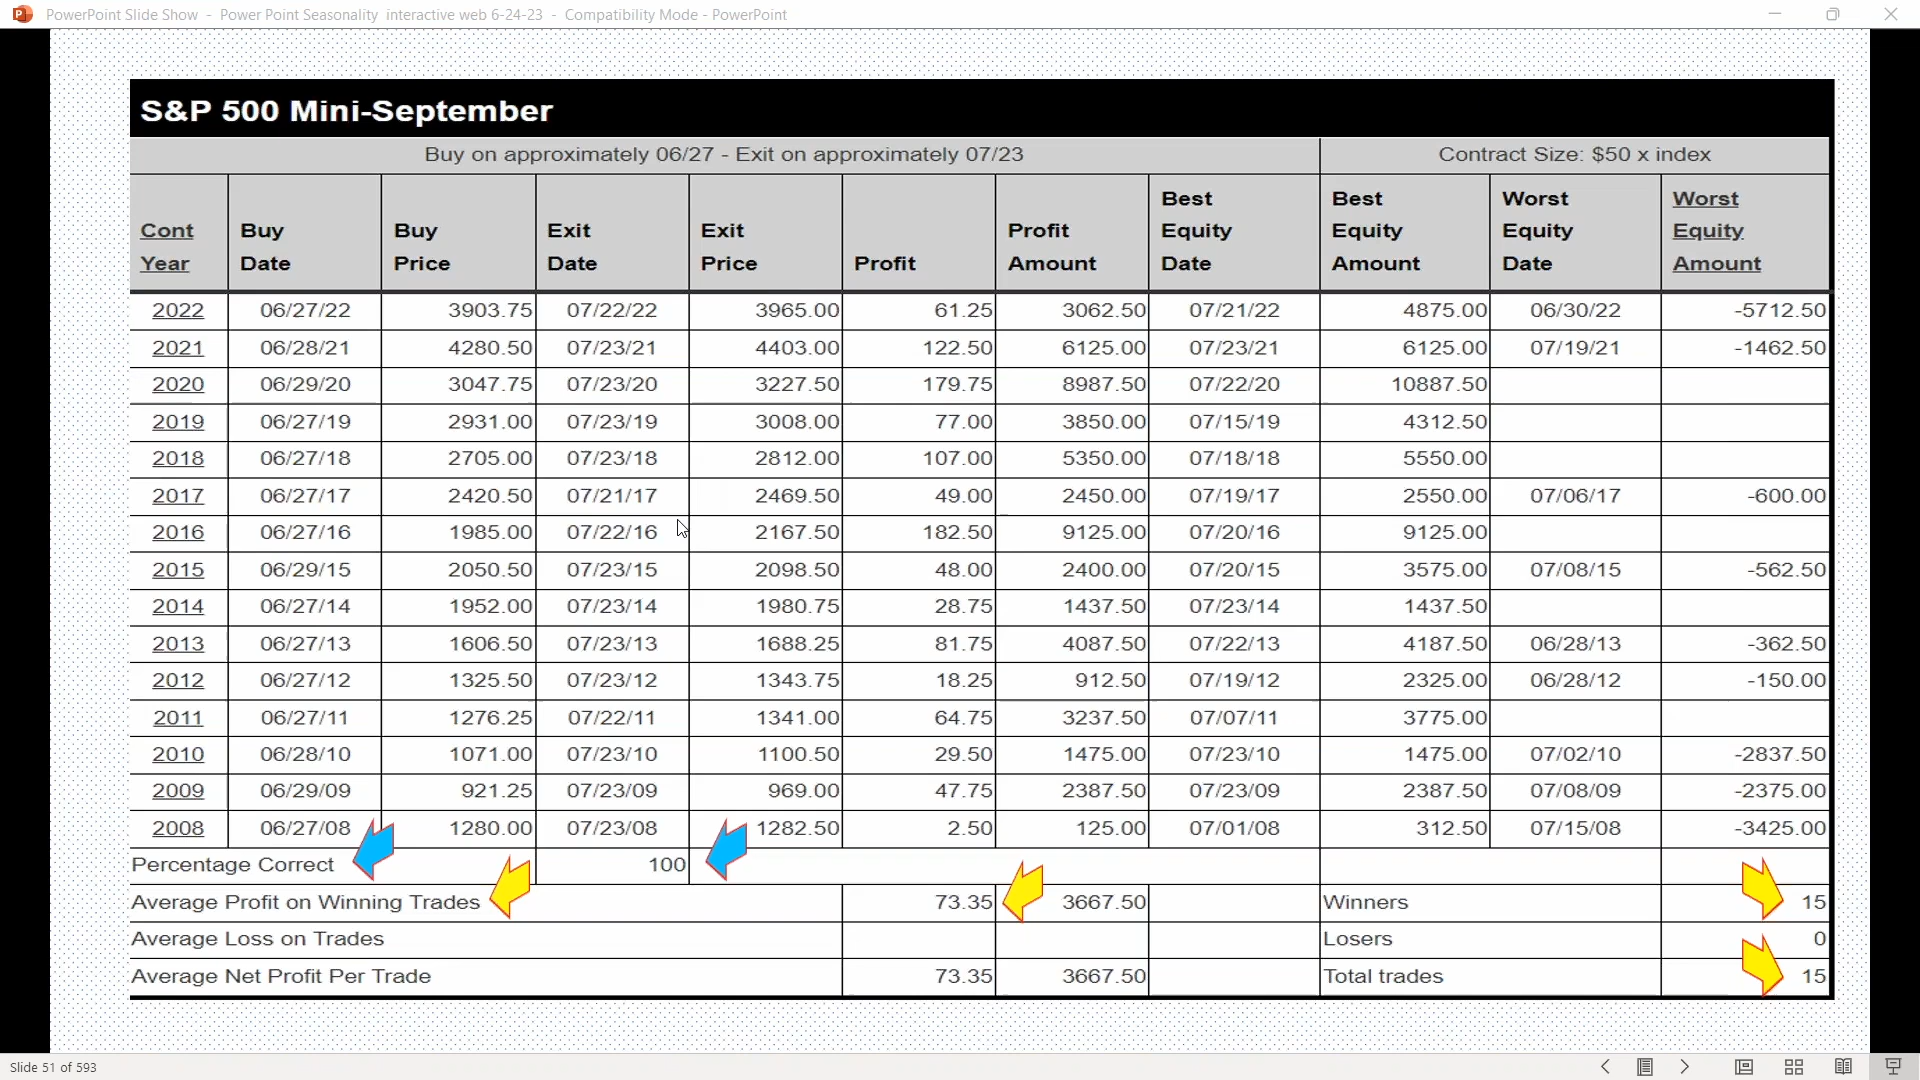 PowerPoint Slide Show - Power Point Seasonality interactive web 6-24-23 - Compatibility Mode - PowerPoint
S&P 500 Mini-September
Buy on approximately 06/27 - Exit on approximately 07/23 Contract Size: $50 x index
Cont Year Buy Date Buy Price Exit Date Exit Price Profit Profit Amount Best Equity Date Best Equity Amount Worst Equity Date Worst Equity Amount
2022 06/27/22 3903.75 07/22/22 3965.00 61.25 3062.50 07/21/22 4875.00 06/30/22 -5712.50
2021 06/28/21 4280.50 07/23/21 4403.00 122.50 6125.00 07/23/21 6125.00 07/19/21 -1462.50
2020 06/29/20 3047.75 07/23/20 3227.50 179.75 8987.50 07/22/20 10887.50
2019 06/27/19 2931.00 07/23/19 3008.00 77.00 3850.00 07/15/19 4312.50
2018 06/27/18 2705.00 07/23/18 2812.00 107.00 5350.00 07/18/18 5550.00
2017 06/27/17 2420.50 07/21/17 2469.50 49.00 2450.00 07/19/17 2550.00 07/06/17 -600.00
2016 06/27/16 1985.00 07/22/16 2167.50 182.50 9125.00 07/20/16 9125.00
2015 06/29/15 2050.50 07/23/15 2098.50 48.00 2400.00 07/20/15 3575.00 07/08/15 -562.50
2014 06/27/14 1952.00 07/23/14 1980.75 28.75 1437.50 07/23/14 1437.50
2013 06/27/13 1606.50 07/23/13 1688.25 81.75 4087.50 07/22/13 4187.50 06/28/13 -362.50
2012 06/27/12 1325.50 07/23/12 1343.75 18.25 912.50 07/19/12 2325.00 06/28/12 -150.00
2011 06/27/11 1276.25 07/22/11 1341.00 64.75 3237.50 07/07/11 3775.00
2010 06/28/10 1071.00 07/23/10 1100.50 29.50 1475.00 07/23/10 1475.00 07/02/10 -2837.50
2009 06/29/09 921.25 07/23/09 969.00 47.75 2387.50 07/23/09 2387.50 07/08/09 -2375.00
2008 06/27/08 1280.00 07/23/08 1282.50 2.50 125.00 07/01/08 312.50 07/15/08 -3425.00
Percentage Correct 100
Average Profit on Winning Trades 73.35 3667.50 Winners 15
Average Loss on Trades Losers 0
Average Net Profit Per Trade 73.35 3667.50 Total trades 15
Slide 51 of 593